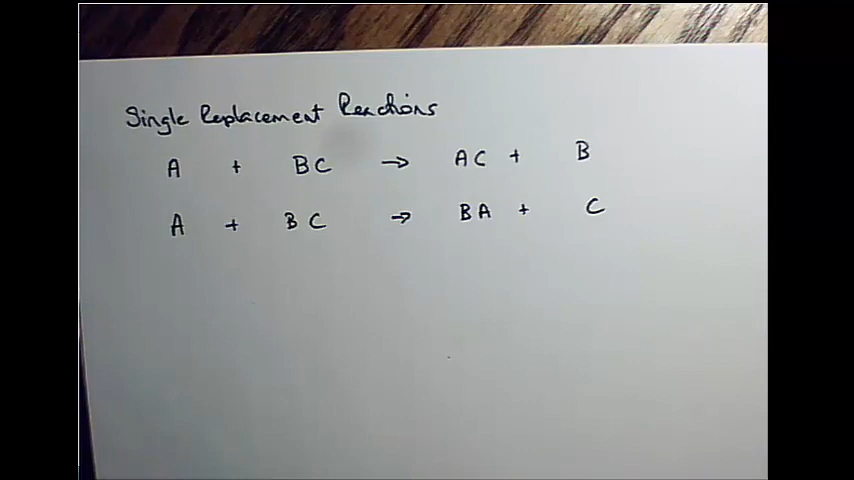 Single Replacement Reactions
A + BC → AC + B
A + BC → BA + C